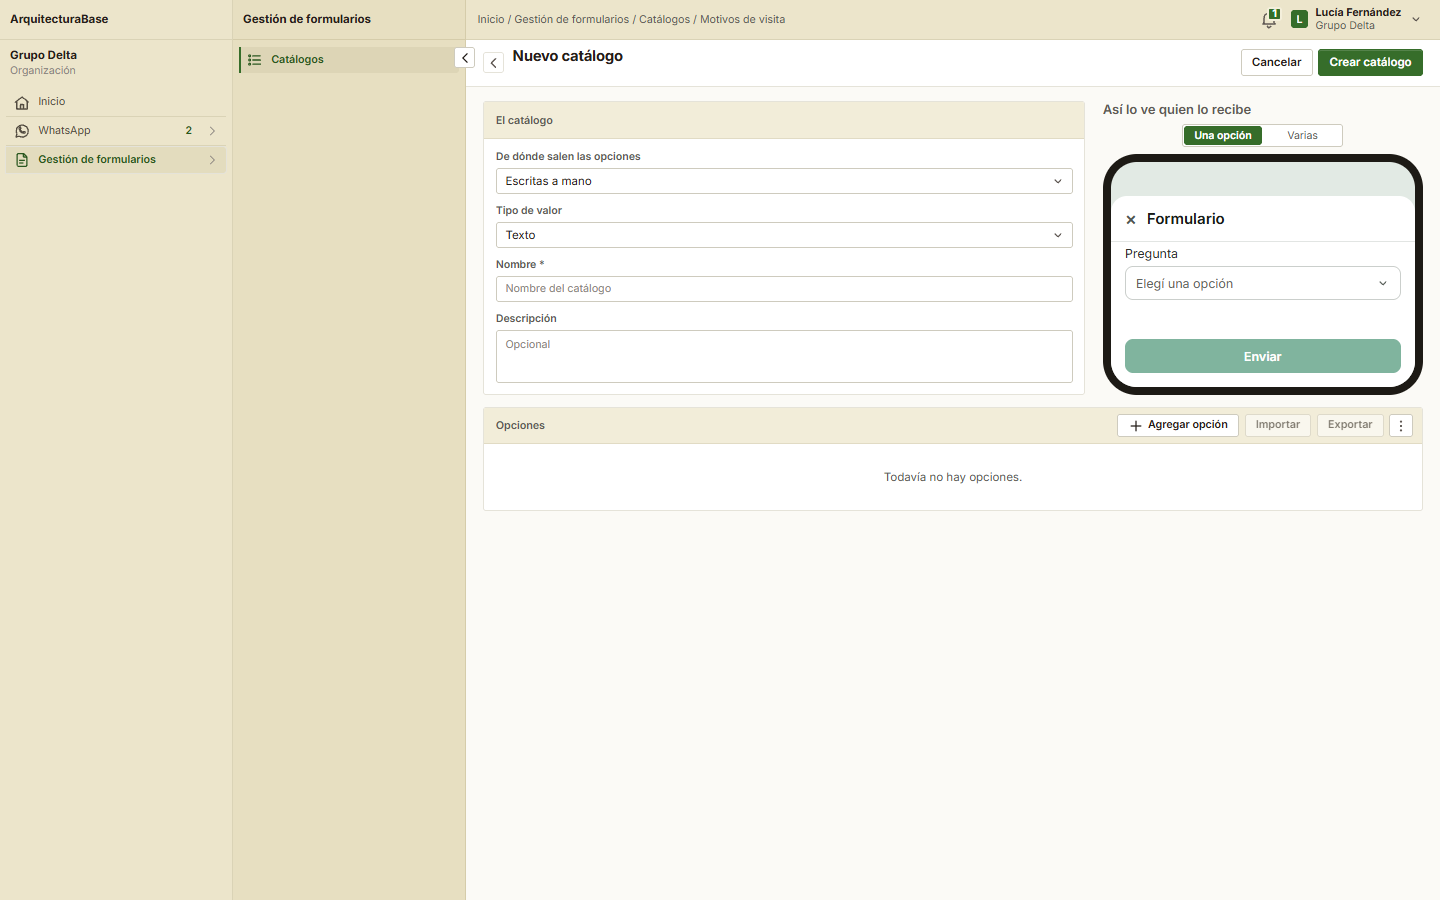 ArquitecturaBase
Grupo Delta
Organización
Inicio
WhatsApp 2
Gestión de formularios
Gestión de formularios
Catálogos
Inicio / Gestión de formularios / Catálogos / Motivos de visita
1
L
Lucía Fernández
Grupo Delta
Nuevo catálogo
Cancelar
Crear catálogo
El catálogo
De dónde salen las opciones
Escritas a mano
Tipo de valor
Texto
Nombre *
Nombre del catálogo
Descripción
Opcional
Así lo ve quien lo recibe
Una opción
Varias
Formulario
Pregunta
Elegí una opción
Enviar
Opciones
Agregar opción
Importar
Exportar
Todavía no hay opciones.